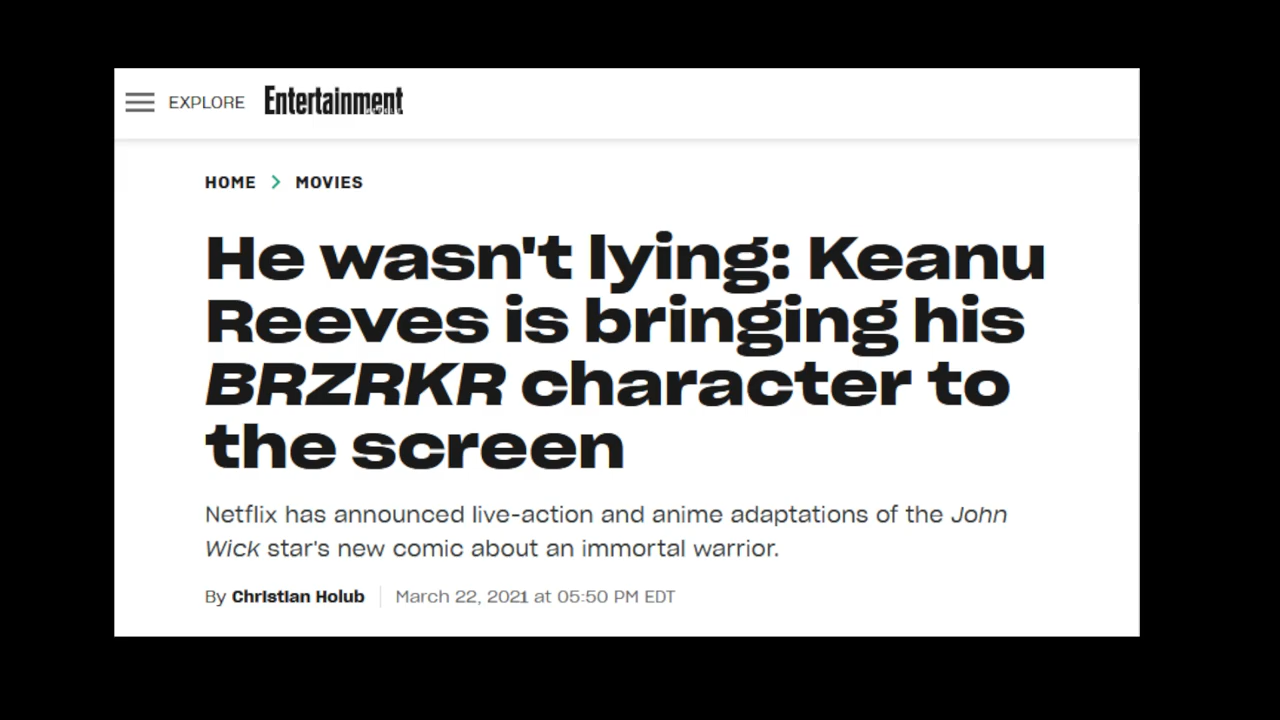 EXPLORE Entertainment
HOME > MOVIES
He wasn't lying: Keanu
Reeves is bringing his
BRZRKR character to
the screen
Netflix has announced live-action and anime adaptations of the John
Wick star's new comic about an immortal warrior.
By Christian Holub | March 22, 2021 at 05:50 PM EDT